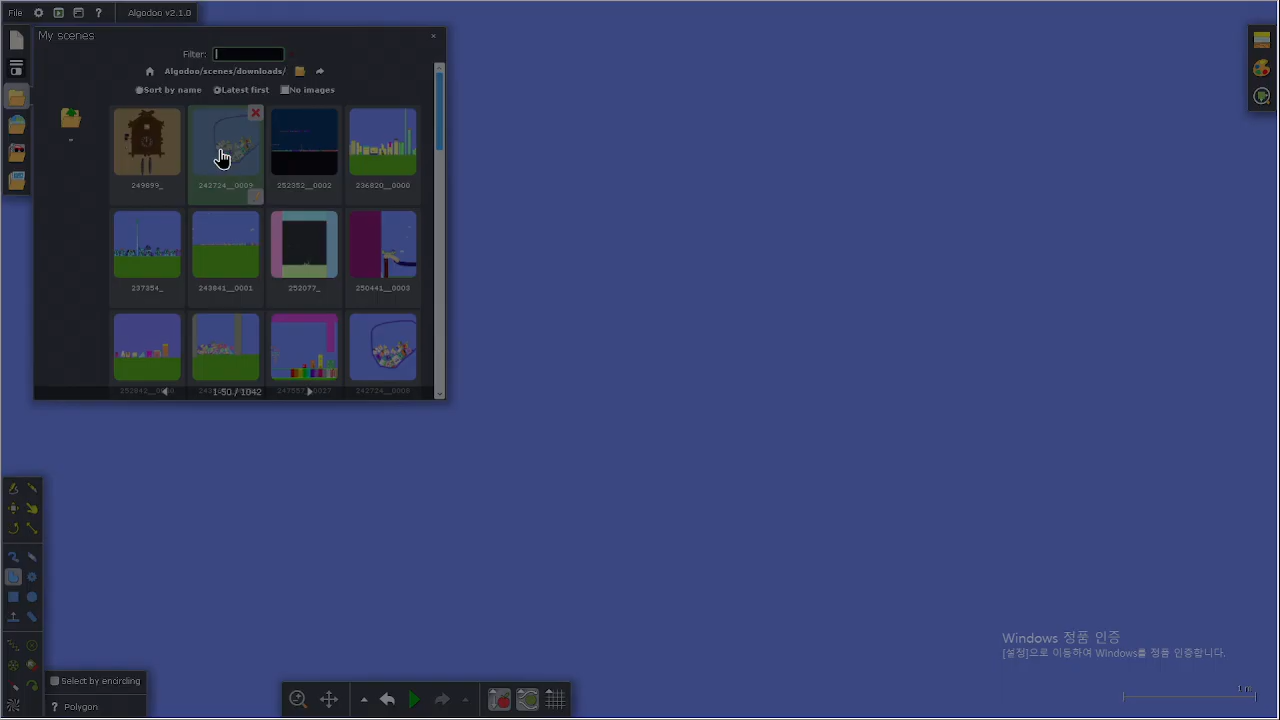 File ? Algodoo v2.1.0
My scenes ×
Filter:
Algodoo/scenes/downloads/
Sort by name Latest first No images
249899_ 243724__0009 252352__0002 236820__0000
237354_ 243841__0001 252077_ 250441__0003
1-50 / 1042
Select by encirding
? Polygon
Windows 정품 인증
[설정]으로 이동하여 Windows를 정품 인증합니다.
1 m